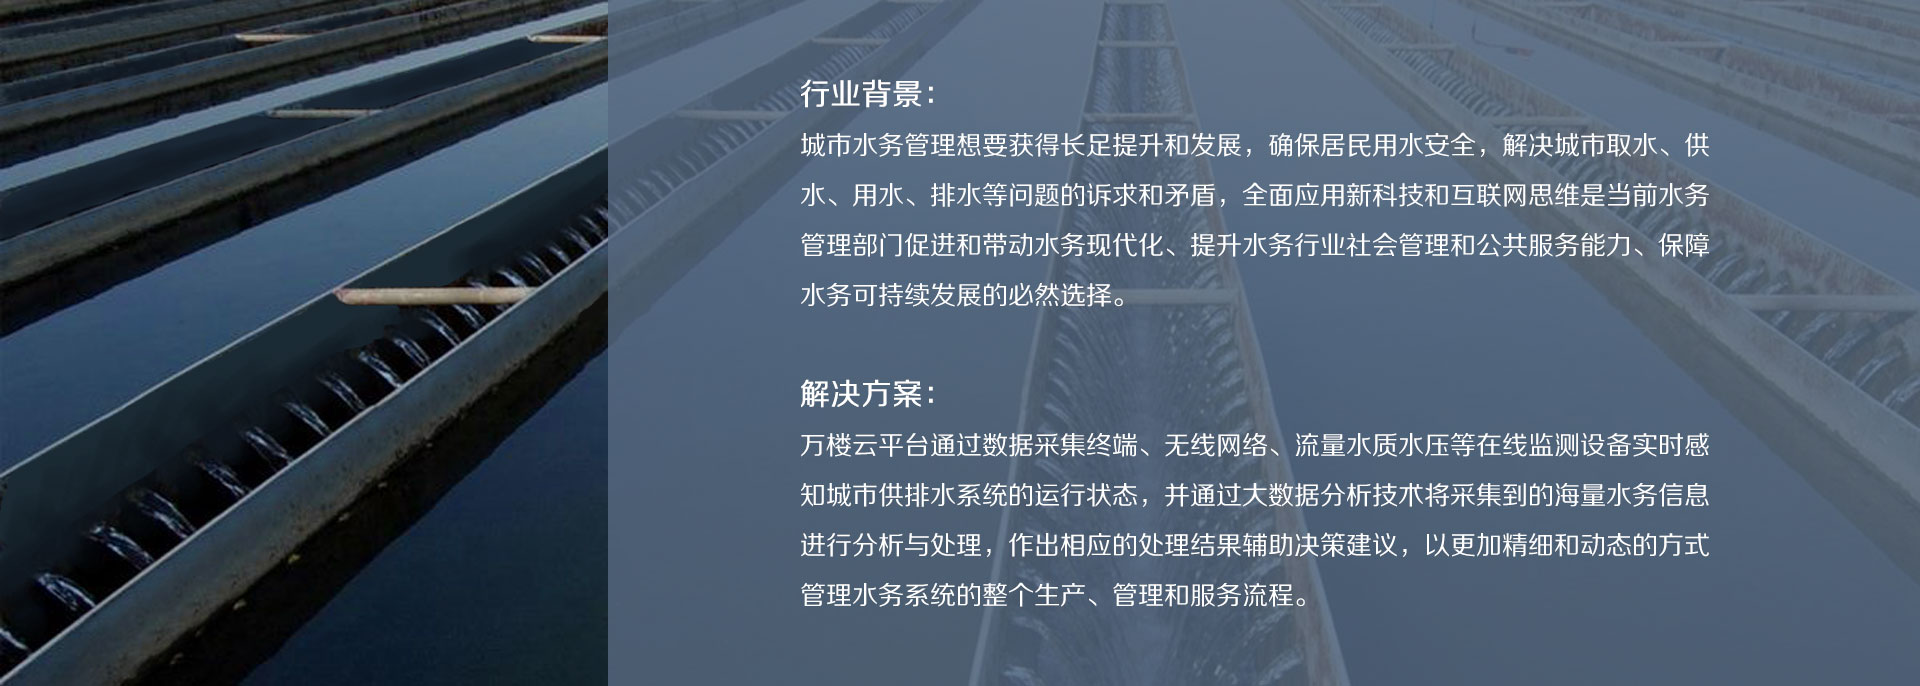 行业背景：
城市水务管理想要获得长足提升和发展，确保居民用水安全，解决城市取水、供
水、用水、排水等问题的诉求和矛盾，全面应用新科技和互联网思维是当前水务
管理部门促进和带动水务现代化、提升水务行业社会管理和公共服务能力、保障
水务可持续发展的必然选择。
解决方案：
万楼云平台通过数据采集终端、无线网络、流量水质水压等在线监测设备实时感
知城市供排水系统的运行状态，并通过大数据分析技术将采集到的海量水务信息
进行分析与处理，作出相应的处理结果辅助决策建议，以更加精细和动态的方式
管理水务系统的整个生产、管理和服务流程。